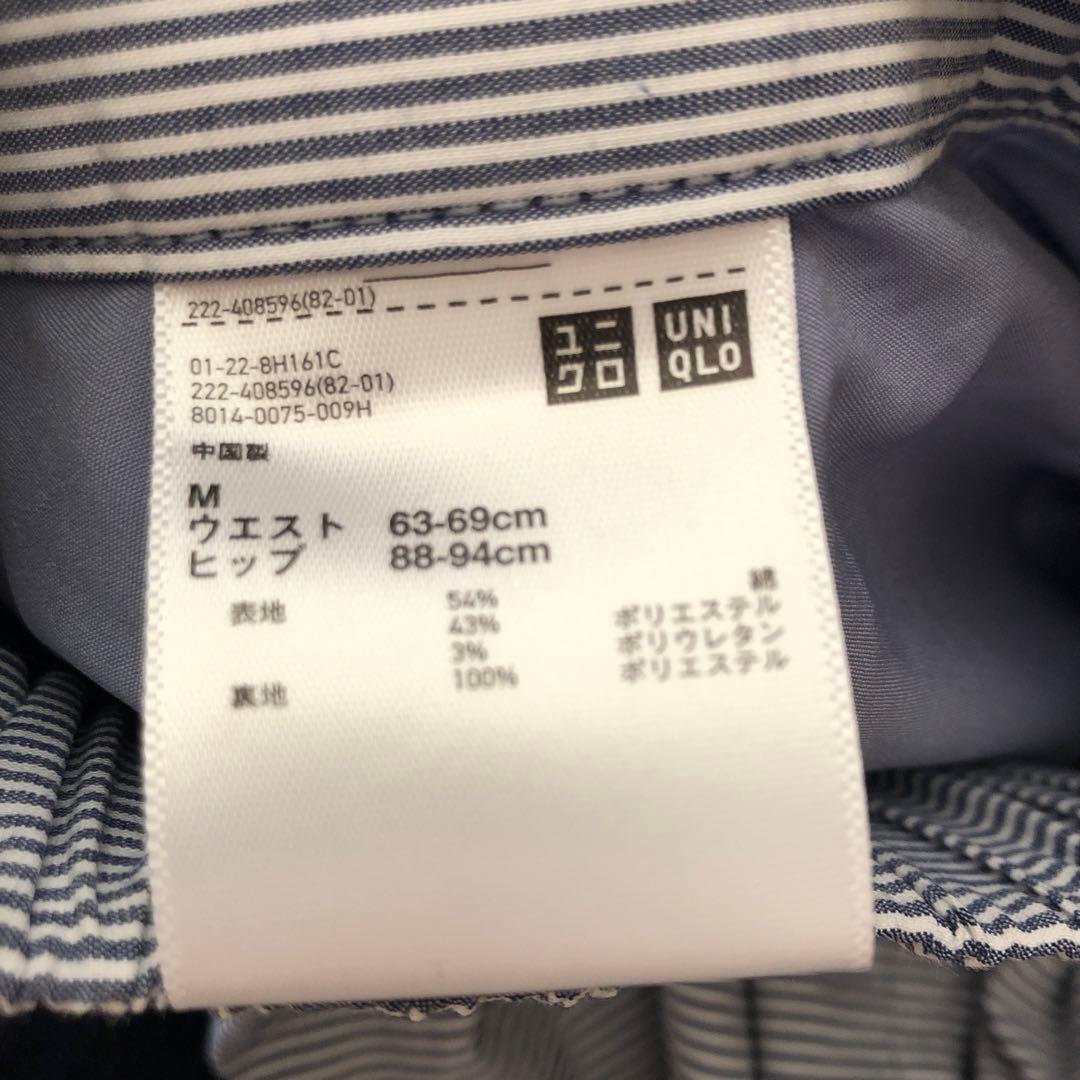 222-408596(82-01)
ユニ
クロ
UNI
QLO
01-22-8H161C
222-408596(82-01)
8014-0075-009H
中国製
M
ウエスト 63-69cm
ヒップ 88-94cm
表地 54% 綿
43% ポリエステル
3% ポリウレタン
裏地 100% ポリエステル